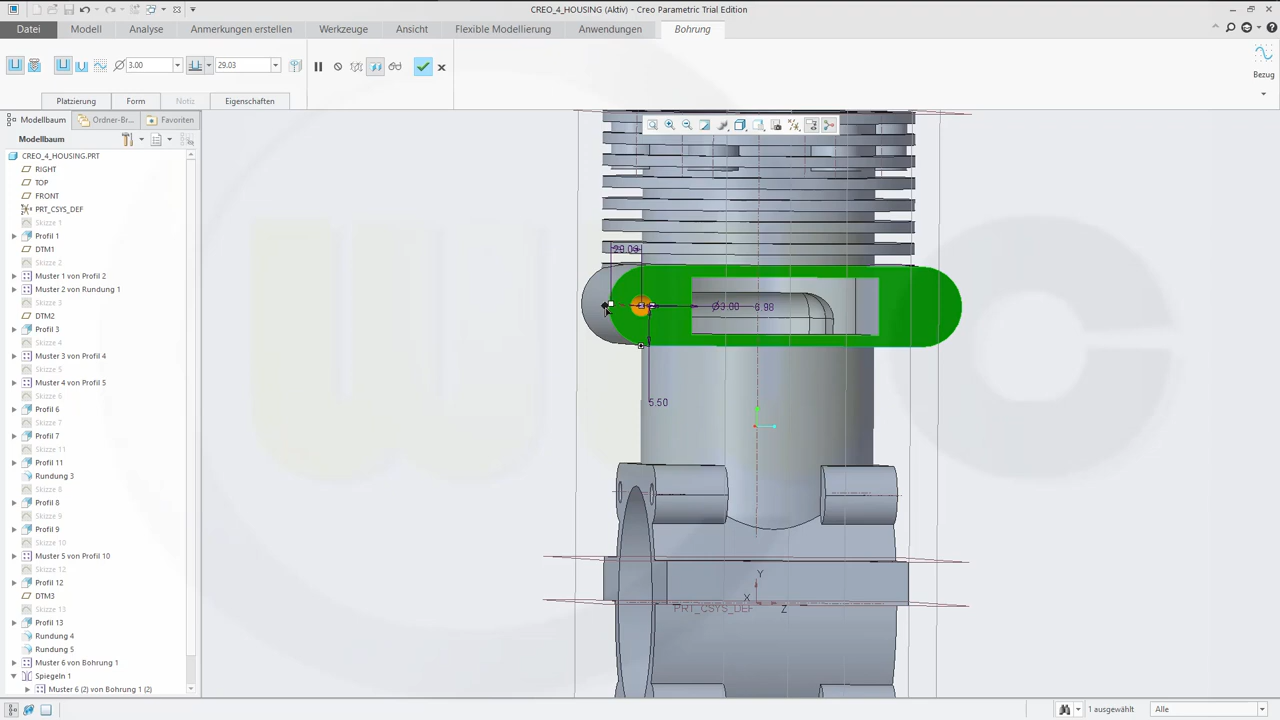 CREO_4_HOUSING (Aktiv) - Creo Parametric Trial Edition
Datei
Modell
Analyse
Anmerkungen erstellen
Werkzeuge
Ansicht
Flexible Modellierung
Anwendungen
Bohrung
3.00
29.03
Bezug
Platzierung
Form
Notiz
Eigenschaften
Modellbaum
Ordner-Br...
Favoriten
Modellbaum
CREO_4_HOUSING.PRT
RIGHT
TOP
FRONT
PRT_CSYS_DEF
Skizze 1
Profil 1
DTM1
Skizze 2
Muster 1 von Profil 2
Muster 2 von Rundung 1
Skizze 3
DTM2
Profil 3
Skizze 4
Muster 3 von Profil 4
Skizze 5
Muster 4 von Profil 5
Skizze 6
Profil 6
Skizze 7
Profil 7
Skizze 11
Profil 11
Rundung 3
Skizze 8
Profil 8
Skizze 9
Profil 9
Skizze 10
Muster 5 von Profil 10
Skizze 12
Profil 12
DTM3
Skizze 13
Profil 13
Rundung 4
Rundung 5
Muster 6 von Bohrung 1
Spiegeln 1
Muster 6 (2) von Bohrung 1 (2)
29.03
Ø3.00
6.98
5.50
Y
X
Z
PRT_CSYS_DEF
1 ausgewählt
Alle